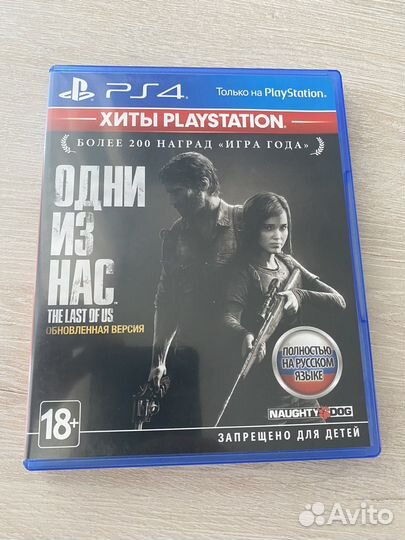 PS4
Только на PlayStation
ХИТЫ PLAYSTATION
БОЛЕЕ 200 НАГРАД «ИГРА ГОДА»
ОДНИ
ИЗ
НАС
THE LAST OF US
ОБНОВЛЕННАЯ ВЕРСИЯ
ПОЛНОСТЬЮ
НА РУССКОМ
ЯЗЫКЕ
18+
NAUGHTY DOG
ЗАПРЕЩЕНО ДЛЯ ДЕТЕЙ
Avito